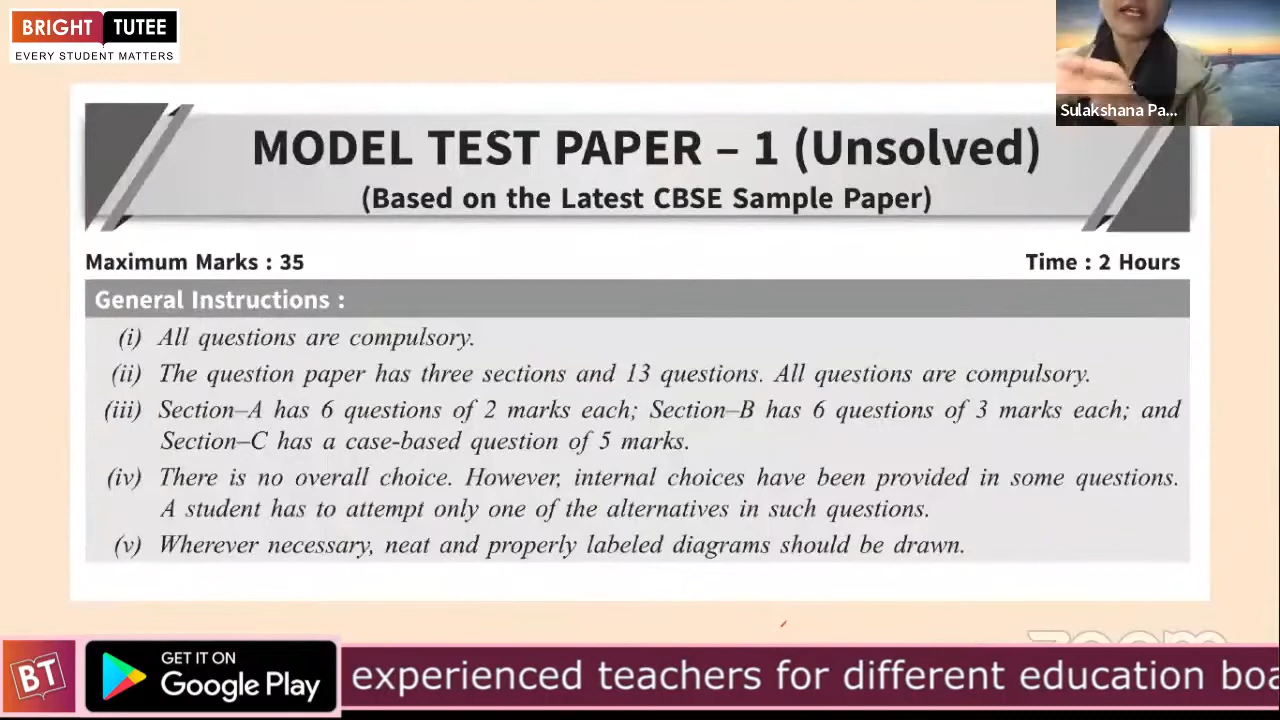 BRIGHT TUTEE
EVERY STUDENT MATTERS
Sulakshana Pa...
MODEL TEST PAPER – 1 (Unsolved)
(Based on the Latest CBSE Sample Paper)
Maximum Marks : 35
Time : 2 Hours
General Instructions :
(i) All questions are compulsory.
(ii) The question paper has three sections and 13 questions. All questions are compulsory.
(iii) Section–A has 6 questions of 2 marks each; Section–B has 6 questions of 3 marks each; and
Section–C has a case-based question of 5 marks.
(iv) There is no overall choice. However, internal choices have been provided in some questions.
A student has to attempt only one of the alternatives in such questions.
(v) Wherever necessary, neat and properly labeled diagrams should be drawn.
zoom
BT
GET IT ON
Google Play
experienced teachers for different education boa